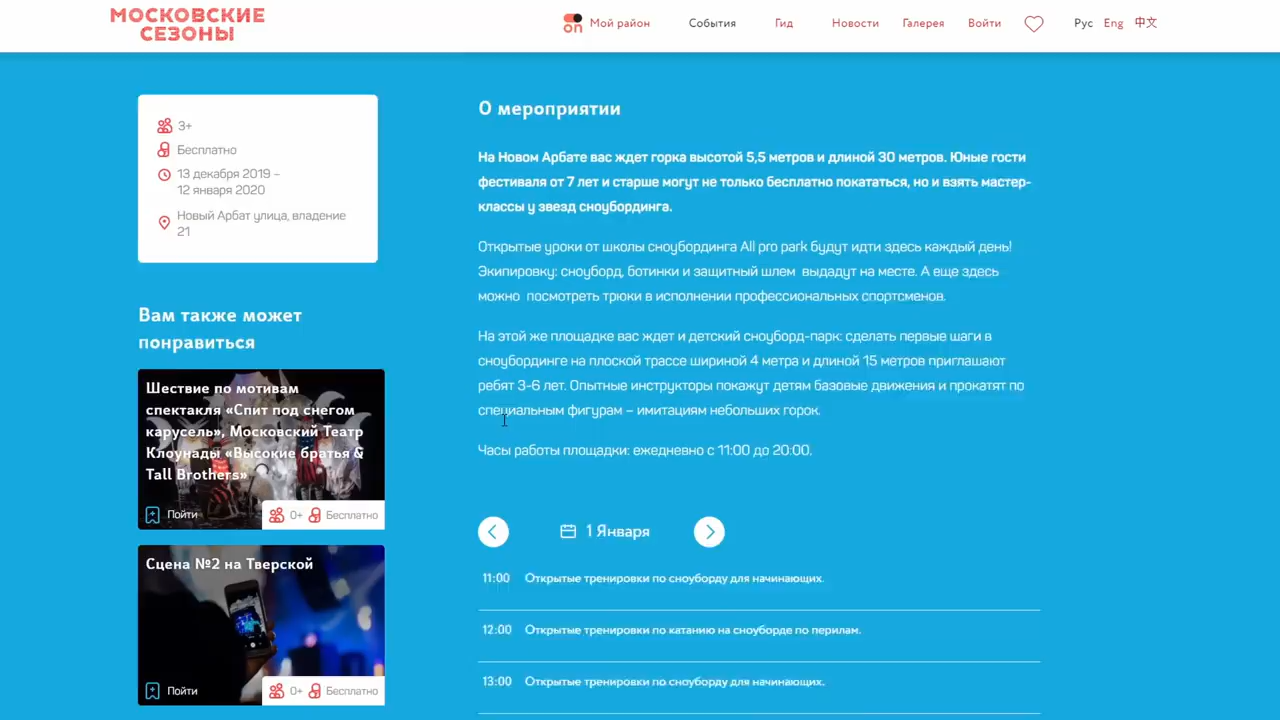 МОСКОВСКИЕ
СЕЗОНЫ
on Мой район События Гид Новости Галерея Войти Рус Eng 中文
3+
Бесплатно
13 декабря 2019 –
12 января 2020
Новый Арбат улица, владение
21
Вам также может
понравиться
Шествие по мотивам
спектакля «Спит под снегом
карусель», Московский Театр
Клоунады «Высокие братья &
Tall Brothers»
Пойти 0+ Бесплатно
Сцена №2 на Тверской
Пойти 0+ Бесплатно
О мероприятии
На Новом Арбате вас ждет горка высотой 5,5 метров и длиной 30 метров. Юные гости
фестиваля от 7 лет и старше могут не только бесплатно покататься, но и взять мастер-
классы у звезд сноубординга.
Открытые уроки от школы сноубординга All pro park будут идти здесь каждый день!
Экипировку: сноуборд, ботинки и защитный шлем выдадут на месте. А еще здесь
можно посмотреть трюки в исполнении профессиональных спортсменов.
На этой же площадке вас ждет и детский сноуборд-парк: сделать первые шаги в
сноубординге на плоской трассе шириной 4 метра и длиной 15 метров приглашают
ребят 3-6 лет. Опытные инструкторы покажут детям базовые движения и прокатят по
специальным фигурам – имитациям небольших горок.
Часы работы площадки: ежедневно с 11:00 до 20:00.
1 Января
11:00 Открытые тренировки по сноуборду для начинающих.
12:00 Открытые тренировки по катанию на сноуборде по перилам.
13:00 Открытые тренировки по сноуборду для начинающих.